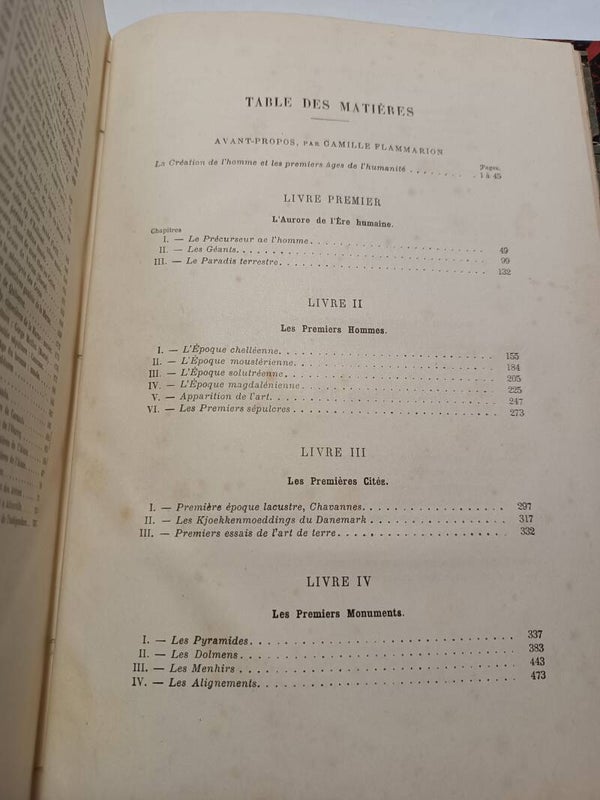 TABLE DES MATIÈRES
AVANT-PROPOS, PAR CAMILLE FLAMMARION
Pages.
La Création de l'homme et les premiers âges de l'humanité . . . . . . . . 1 à 45
LIVRE PREMIER
L'Aurore de l'Ère humaine.
Chapitres
I. — Le Précurseur de l'homme. . . . . . . . . . . . . . . . . . 49
II. — Les Géants. . . . . . . . . . . . . . . . . . . . . . . . . 99
III. — Le Paradis terrestre. . . . . . . . . . . . . . . . . . . . 132
LIVRE II
Les Premiers Hommes.
I. — L'Époque chelléenne. . . . . . . . . . . . . . . . . . . . . 155
II. — L'Époque moustérienne. . . . . . . . . . . . . . . . . . . . 184
III. — L'Époque solutréenne. . . . . . . . . . . . . . . . . . . . 205
IV. — L'Époque magdalénienne . . . . . . . . . . . . . . . . . . . 225
V. — Apparition de l'art. . . . . . . . . . . . . . . . . . . . . 247
VI. — Les Premiers sépulcres . . . . . . . . . . . . . . . . . . . 273
LIVRE III
Les Premières Cités.
I. — Première époque lacustre, Chavannes. . . . . . . . . . . . . 297
II. — Les Kjoekkenmoeddings du Danemark . . . . . . . . . . . . . 317
III. — Premiers essais de l'art de terre. . . . . . . . . . . . . . 332
LIVRE IV
Les Premiers Monuments.
I. — Les Pyramides. . . . . . . . . . . . . . . . . . . . . . . . 337
II. — Les Dolmens. . . . . . . . . . . . . . . . . . . . . . . . . 383
III. — Les Menhirs . . . . . . . . . . . . . . . . . . . . . . . . 443
IV. — Les Alignements. . . . . . . . . . . . . . . . . . . . . . . 473